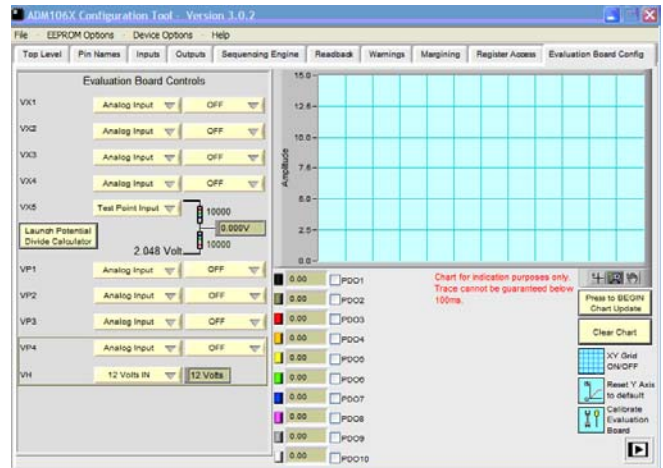 ADM106X Configuration Tool - Version 3.0.2
File EEPROM Options Device Options Help
Top Level Pin Names Inputs Outputs Sequencing Engine Readback Warnings Margining Register Access Evaluation Board Config
Evaluation Board Controls
VX1 Analog Input OFF
VX2 Analog Input OFF
VX3 Analog Input OFF
VX4 Analog Input OFF
VX5 Test Point Input 10000
0.000V
Launch Potential
Divide Calculator
10000
2.048 Volt
VP1 Analog Input OFF
VP2 Analog Input OFF
VP3 Analog Input OFF
VP4 Analog Input OFF
VH 12 Volts IN 12 Volts
Amplitude
15.0
12.5
10.0
7.5
5.0
2.5
0.0
0.00 PDO1
0.00 PDO2
0.00 PDO3
0.00 PDO4
0.00 PDO5
0.00 PDO6
0.00 PDO7
0.00 PDO8
0.00 PDO9
0.00 PDO10
Chart for indication purposes only.
Trace cannot be guaranteed below
100ms.
Press to BEGIN
Chart Update
Clear Chart
XY Grid
ON/OFF
Reset Y Axis
to default
Calibrate
Evaluation
Board